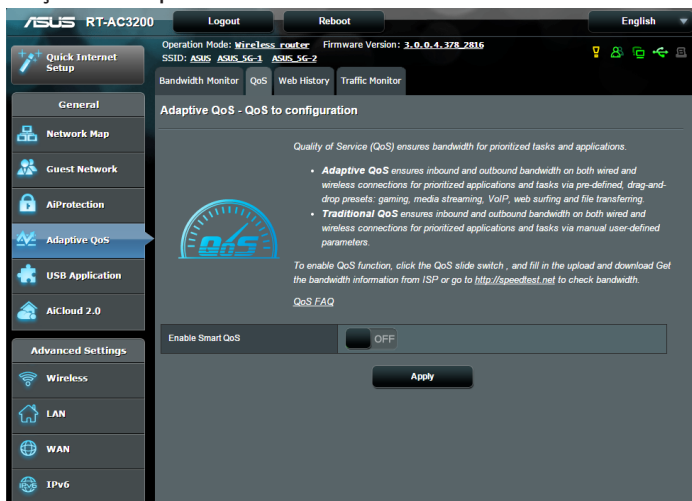 ASUS RT-AC3200 Logout Reboot English
Quick Internet
Setup
Operation Mode: Wireless router Firmware Version: 3.0.0.4.378_2816
SSID: ASUS ASUS_5G-1 ASUS_5G-2
Bandwidth Monitor QoS Web History Traffic Monitor
General
Network Map
Guest Network
AiProtection
Adaptive QoS
USB Application
AiCloud 2.0
Advanced Settings
Wireless
LAN
WAN
IPv6
Adaptive QoS - QoS to configuration
QoS
Quality of Service (QoS) ensures bandwidth for prioritized tasks and applications.
• Adaptive QoS ensures inbound and outbound bandwidth on both wired and
wireless connections for prioritized applications and tasks via pre-defined, drag-and-
drop presets: gaming, media streaming, VoIP, web surfing and file transferring.
• Traditional QoS ensures inbound and outbound bandwidth on both wired and
wireless connections for prioritized applications and tasks via manual user-defined
parameters.
To enable QoS function, click the QoS slide switch , and fill in the upload and download Get
the bandwidth information from ISP or go to http://speedtest.net to check bandwidth.
QoS FAQ
Enable Smart QoS OFF
Apply